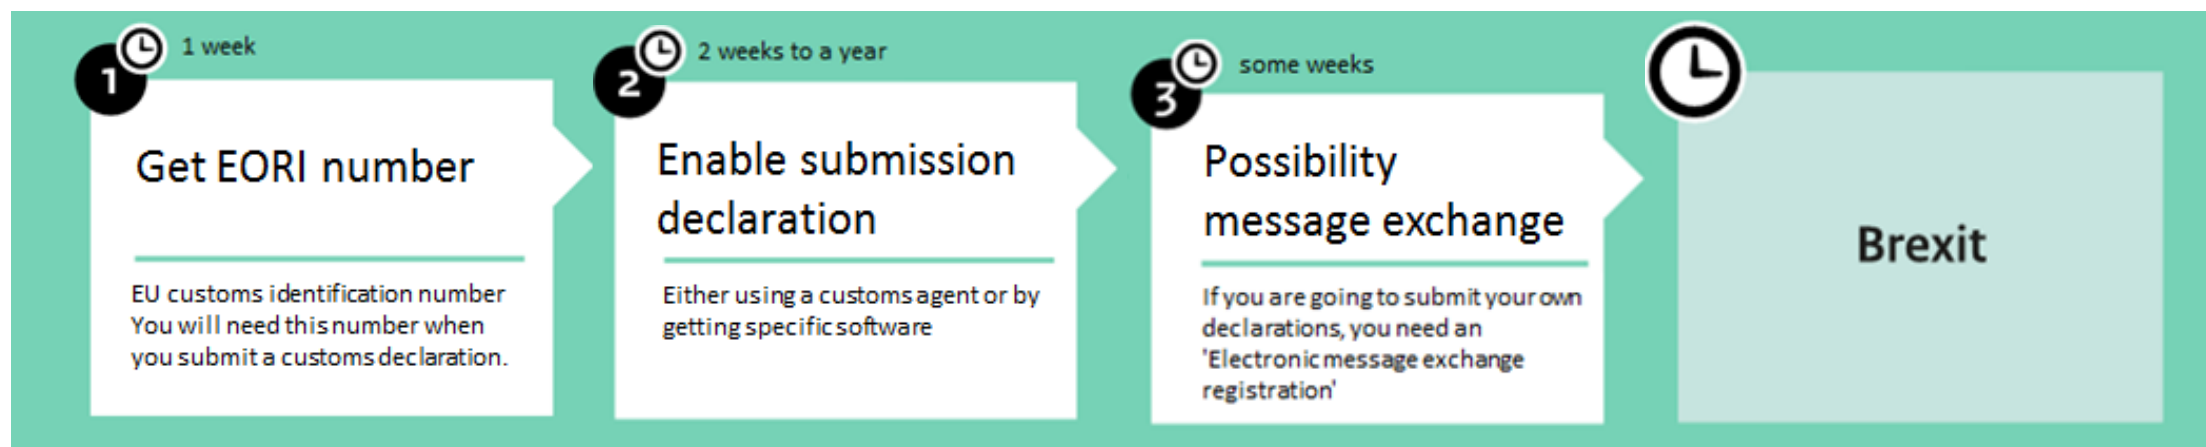 1
1 week
Get EORI number
EU customs identification number
You will need this number when
you submit a customs declaration.
2
2 weeks to a year
Enable submission
declaration
Either using a customs agent or by
getting specific software
3
some weeks
Possibility
message exchange
If you are going to submit your own
declarations, you need an
'Electronic message exchange
registration'
Brexit